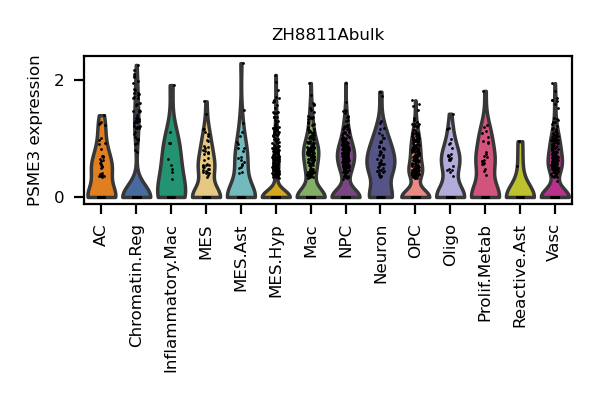 ZH8811Abulk
PSME3 expression
2
0
AC
Chromatin.Reg
Inflammatory.Mac
MES
MES.Ast
MES.Hyp
Mac
NPC
Neuron
OPC
Oligo
Prolif.Metab
Reactive.Ast
Vasc